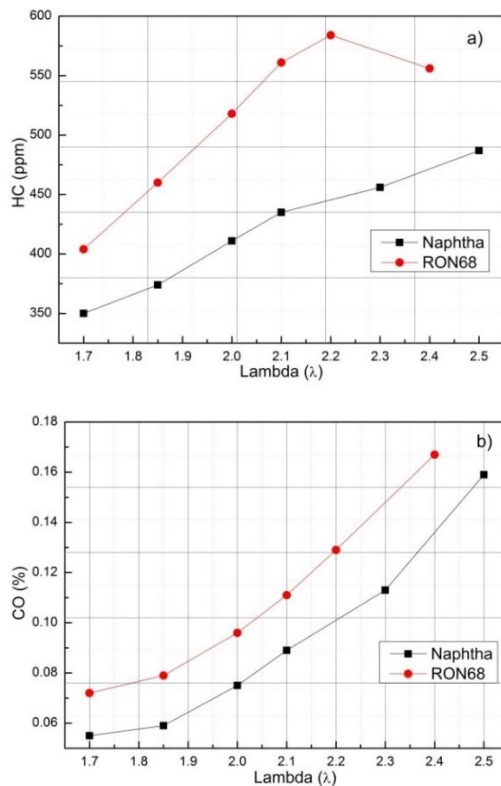 a)
600
550
500
450
400
350
HC (ppm)
Naphtha
RON68
1.7 1.8 1.9 2.0 2.1 2.2 2.3 2.4 2.5
Lambda (λ)
b)
0.18
0.16
0.14
0.12
0.10
0.08
0.06
CO (%)
Naphtha
RON68
1.7 1.8 1.9 2.0 2.1 2.2 2.3 2.4 2.5
Lambda (λ)